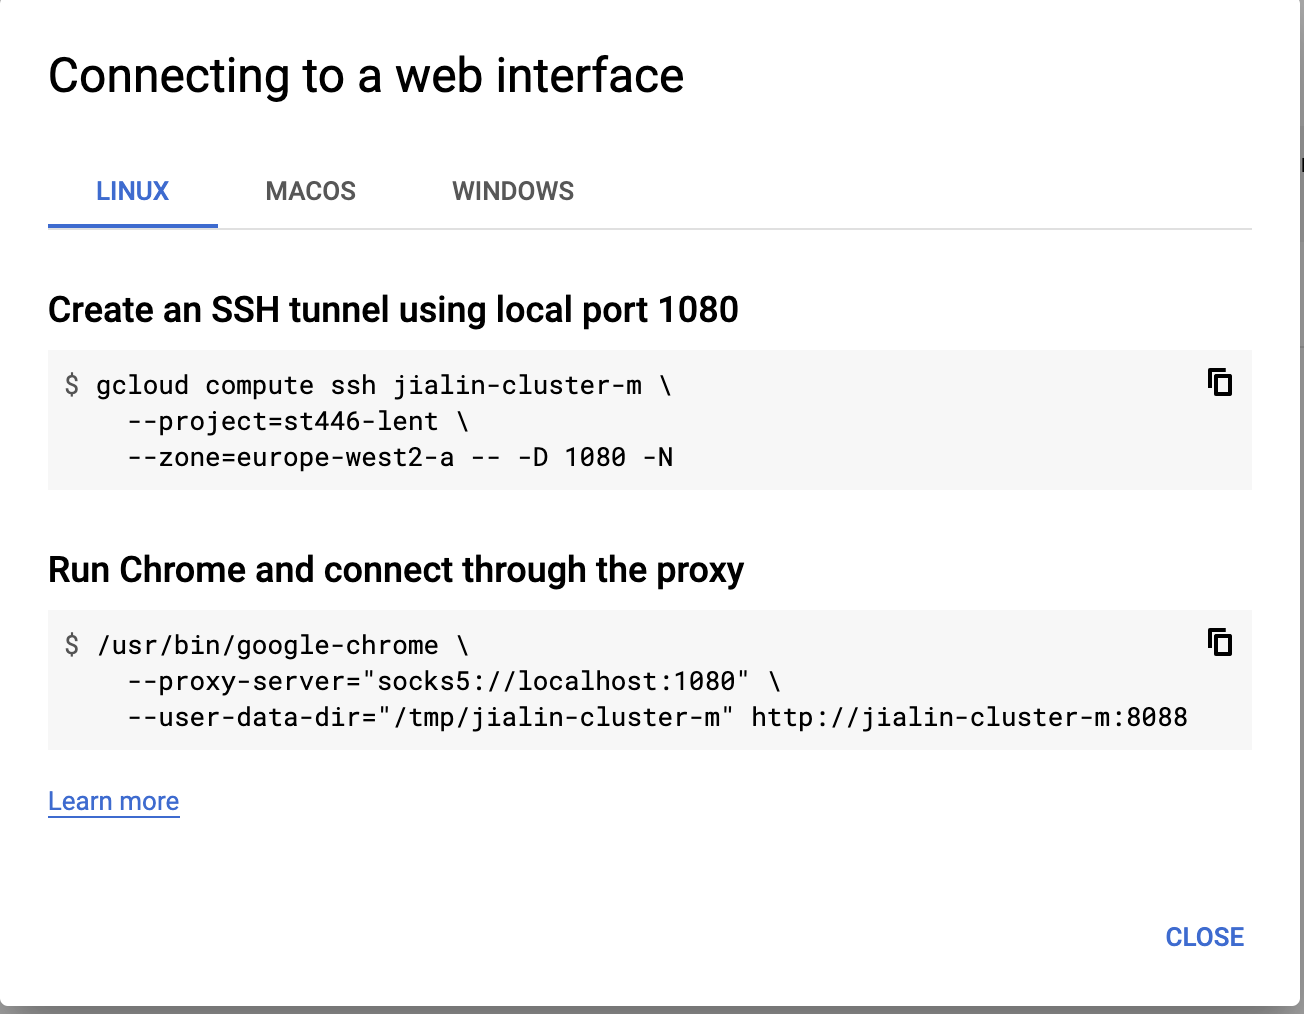 Connecting to a web interface
LINUX MACOS WINDOWS
Create an SSH tunnel using local port 1080
$ gcloud compute ssh jialin-cluster-m \
--project=st446-lent \
--zone=europe-west2-a -- -D 1080 -N
Run Chrome and connect through the proxy
$ /usr/bin/google-chrome \
--proxy-server="socks5://localhost:1080" \
--user-data-dir="/tmp/jialin-cluster-m" http://jialin-cluster-m:8088
Learn more
CLOSE